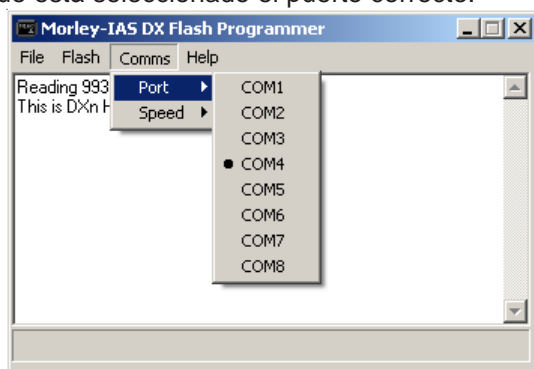 do está seleccionado el puerto correcto.
Morley-IAS DX Flash Programmer
File Flash Comms Help
Reading 993
This is DXn
Port
Speed
COM1
COM2
COM3
COM4
COM5
COM6
COM7
COM8